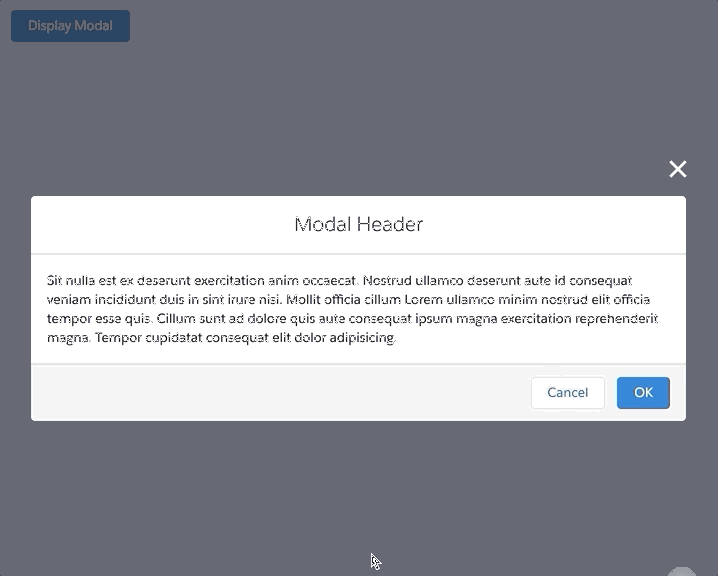 Display Modal
Modal Header
Sit nulla est ex deserunt exercitation anim occaecat. Nostrud ullamco deserunt aute id consequat
veniam incididunt duis in sint irure nisi. Mollit officia cillum Lorem ullamco minim nostrud elit officia
tempor esse quis. Cillum sunt ad dolore quis aute consequat ipsum magna exercitation reprehenderit
magna. Tempor cupidatat consequat elit dolor adipisicing.
Cancel
OK